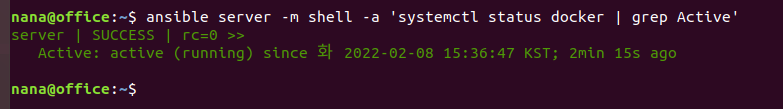 nana@office:~$ ansible server -m shell -a 'systemctl status docker | grep Active'
server | SUCCESS | rc=0 >>
   Active: active (running) since 화 2022-02-08 15:36:47 KST; 2min 15s ago
nana@office:~$